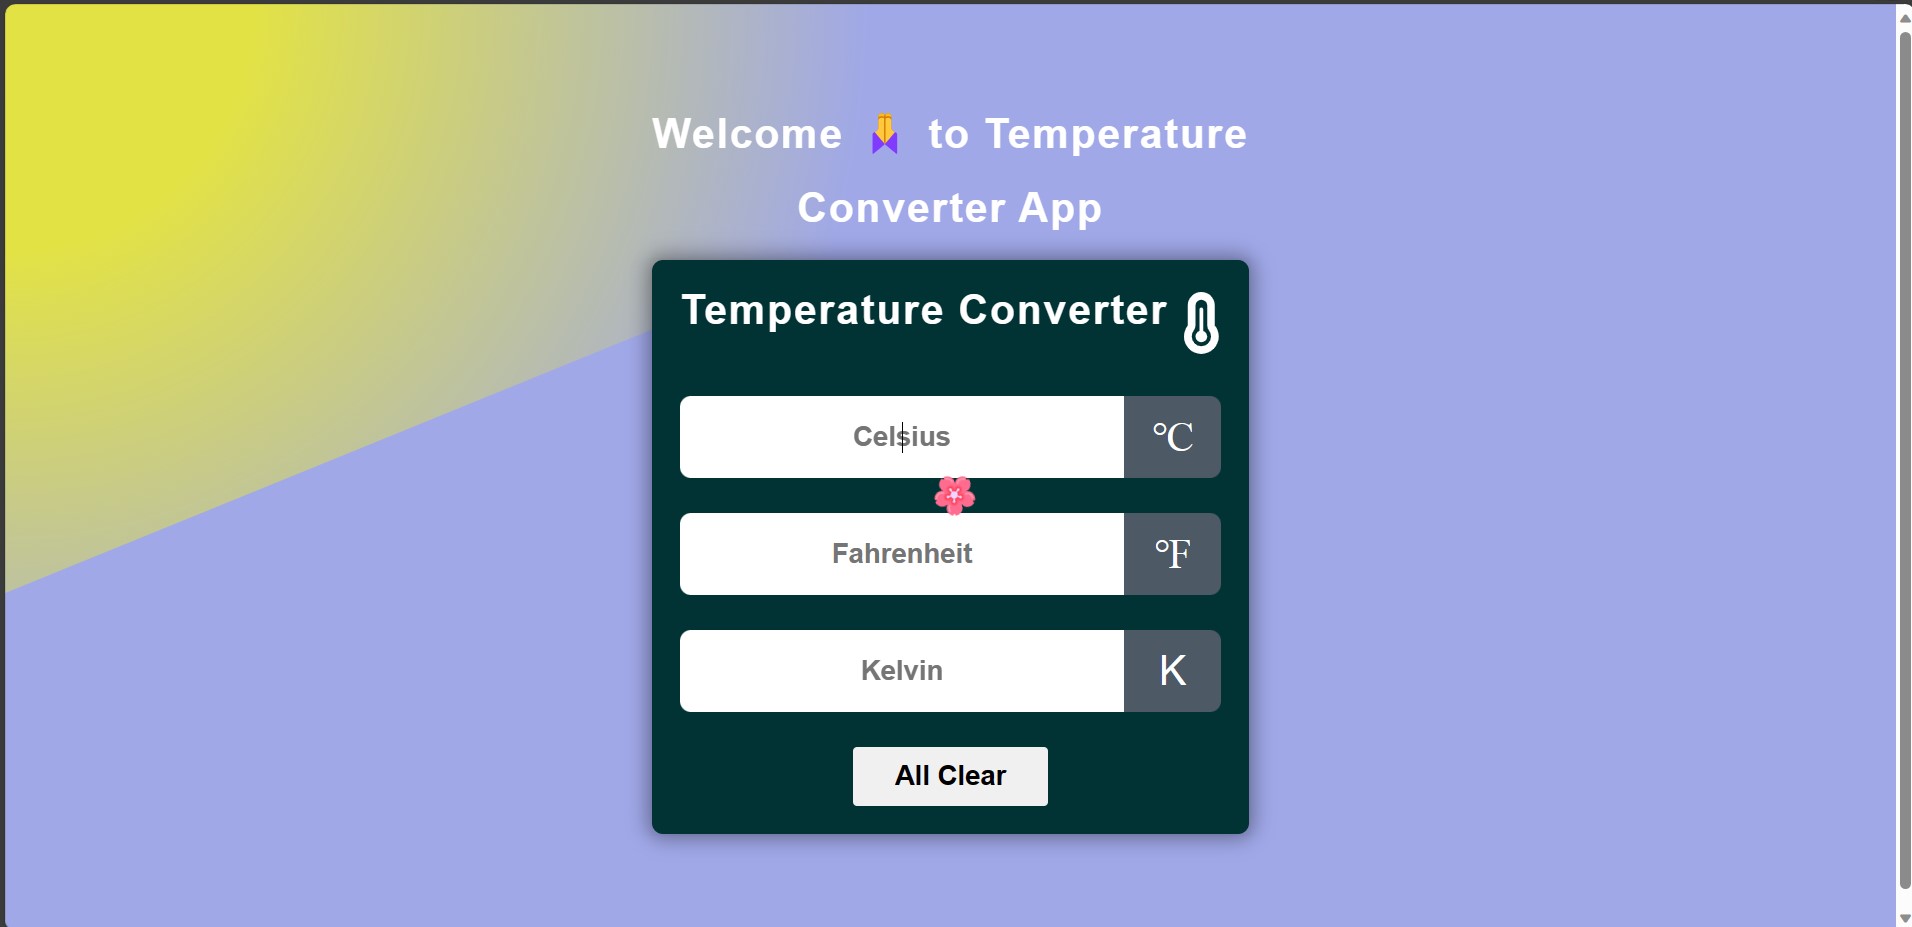 Welcome 🙏 to Temperature
Converter App
Temperature Converter
Celsius
℃
Fahrenheit
℉
Kelvin
K
All Clear